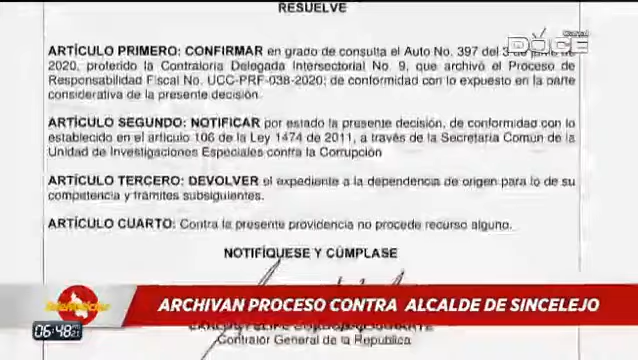 RESUELVE
ARTÍCULO PRIMERO: CONFIRMAR en grado de consulta el Auto No. 397 del 3 de
2020, proferido la Contraloría Delegada Intersectorial No. 9, que archivó el Proceso de
Responsabilidad Fiscal No. UCC-PRF-038-2020; de conformidad con lo expuesto en la parte
considerativa de la presente decisión.
ARTÍCULO SEGUNDO: NOTIFICAR por estado la presente decisión, de conformidad con lo
establecido en el artículo 106 de la Ley 1474 de 2011, a través de la Secretaría Común de la
Unidad de Investigaciones Especiales contra la Corrupción
ARTÍCULO TERCERO: DEVOLVER el expediente a la dependencia de origen para lo de su
competencia y trámites subsiguientes.
ARTÍCULO CUARTO: Contra la presente providencia no procede recurso alguno.
NOTIFÍQUESE Y CÚMPLASE
Contralor General de la República
Canal
DOCE
TeleNoticias
ARCHIVAN PROCESO CONTRA ALCALDE DE SINCELEJO
06:48:21